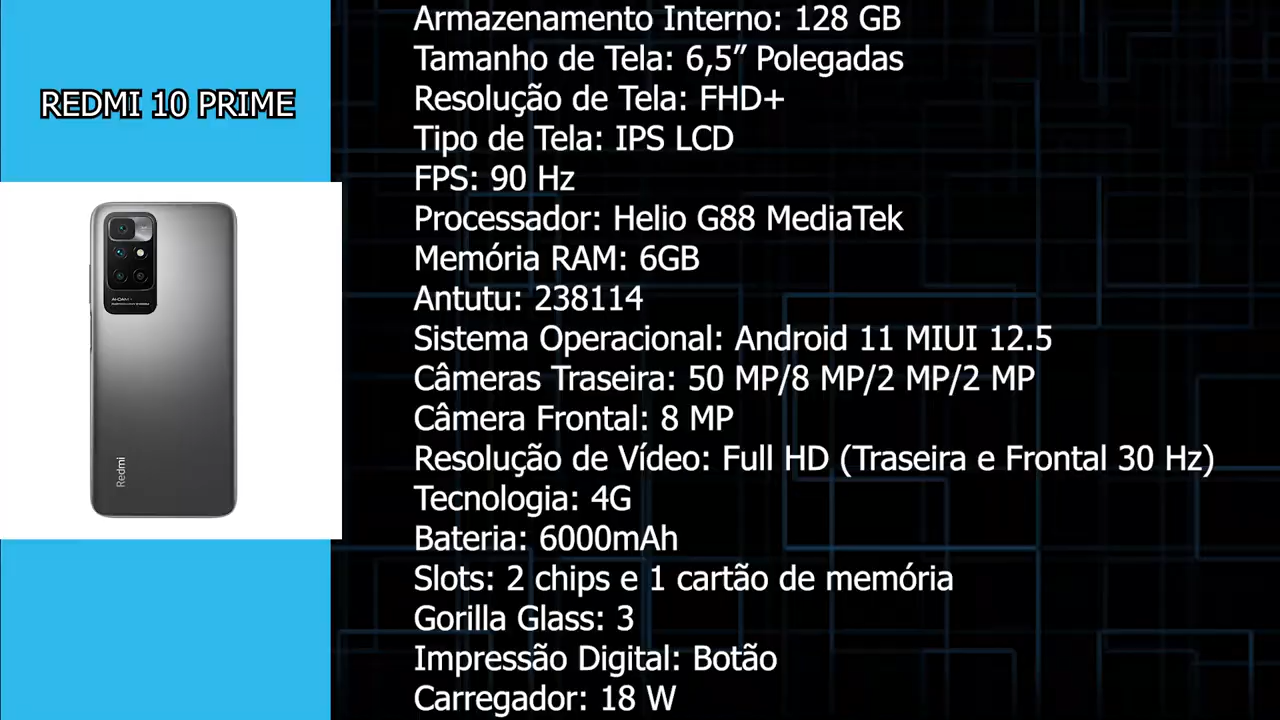 REDMI 10 PRIME
AI CAM
Redmi
Armazenamento Interno: 128 GB
Tamanho de Tela: 6,5” Polegadas
Resolução de Tela: FHD+
Tipo de Tela: IPS LCD
FPS: 90 Hz
Processador: Helio G88 MediaTek
Memória RAM: 6GB
Antutu: 238114
Sistema Operacional: Android 11 MIUI 12.5
Câmeras Traseira: 50 MP/8 MP/2 MP/2 MP
Câmera Frontal: 8 MP
Resolução de Vídeo: Full HD (Traseira e Frontal 30 Hz)
Tecnologia: 4G
Bateria: 6000mAh
Slots: 2 chips e 1 cartão de memória
Gorilla Glass: 3
Impressão Digital: Botão
Carregador: 18 W